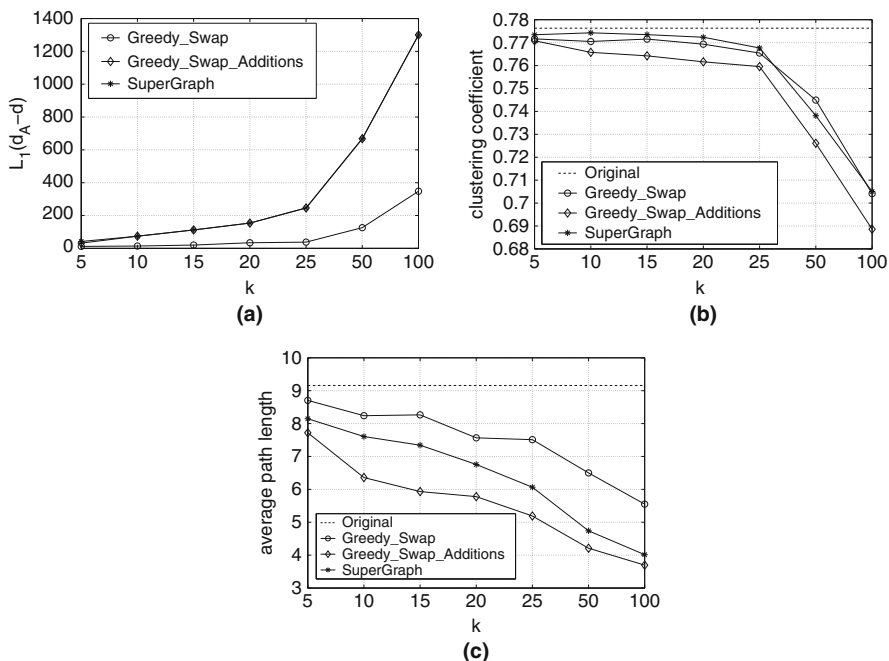 1400
1200
1000
800
600
400
200
0
L1(dA−d)
Greedy_Swap
Greedy_Swap_Additions
SuperGraph
5 10 15 20 25 50 100
k
(a)
0.78
0.77
0.76
0.75
0.74
0.73
0.72
0.71
0.7
0.69
0.68
clustering coefficient
Original
Greedy_Swap
Greedy_Swap_Additions
SuperGraph
5 10 15 20 25 50 100
k
(b)
10
9
8
7
6
5
4
3
average path length
Original
Greedy_Swap
Greedy_Swap_Additions
SuperGraph
5 10 15 20 25 50 100
k
(c)